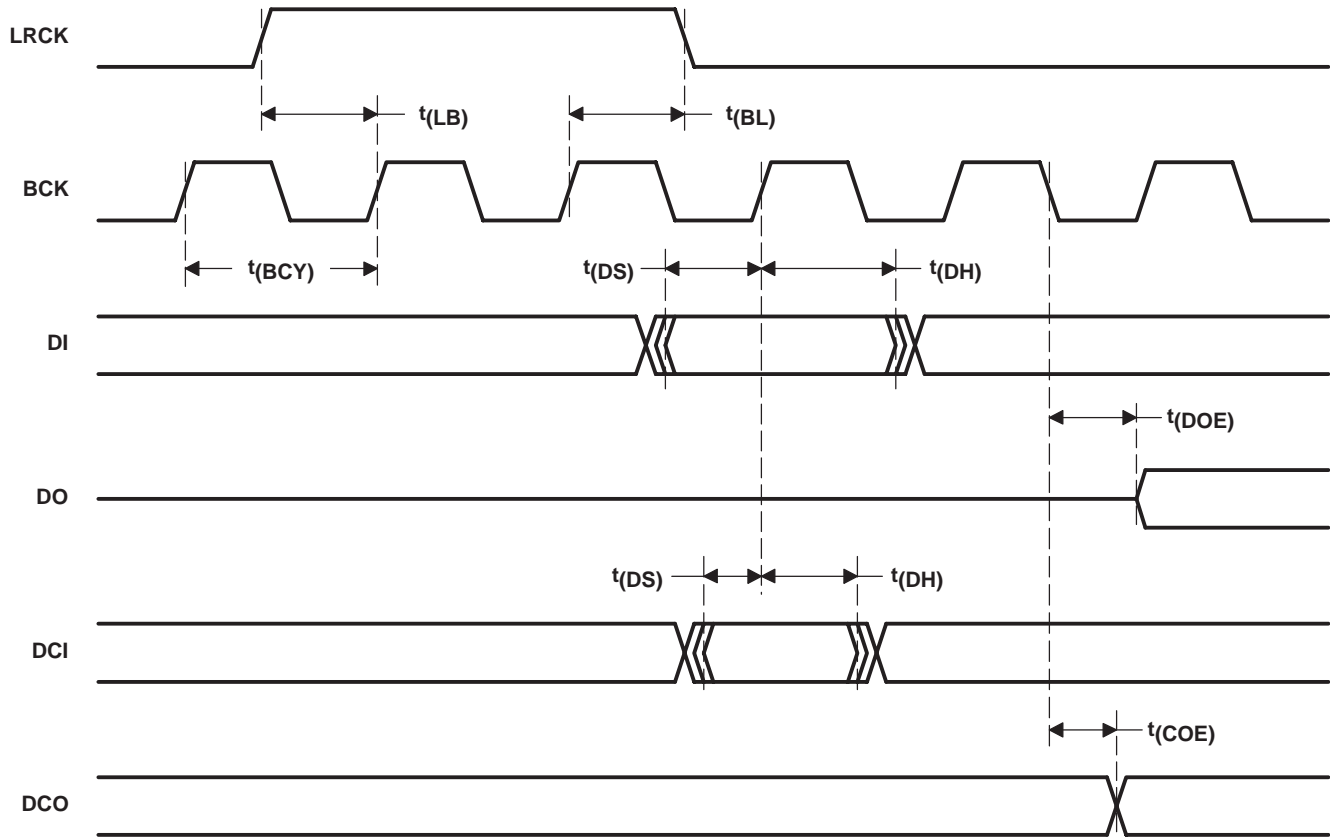 LRCK
t(LB)
t(BL)
BCK
t(BCY)
t(DS)
t(DH)
DI
t(DOE)
DO
t(DS)
t(DH)
DCI
t(COE)
DCO